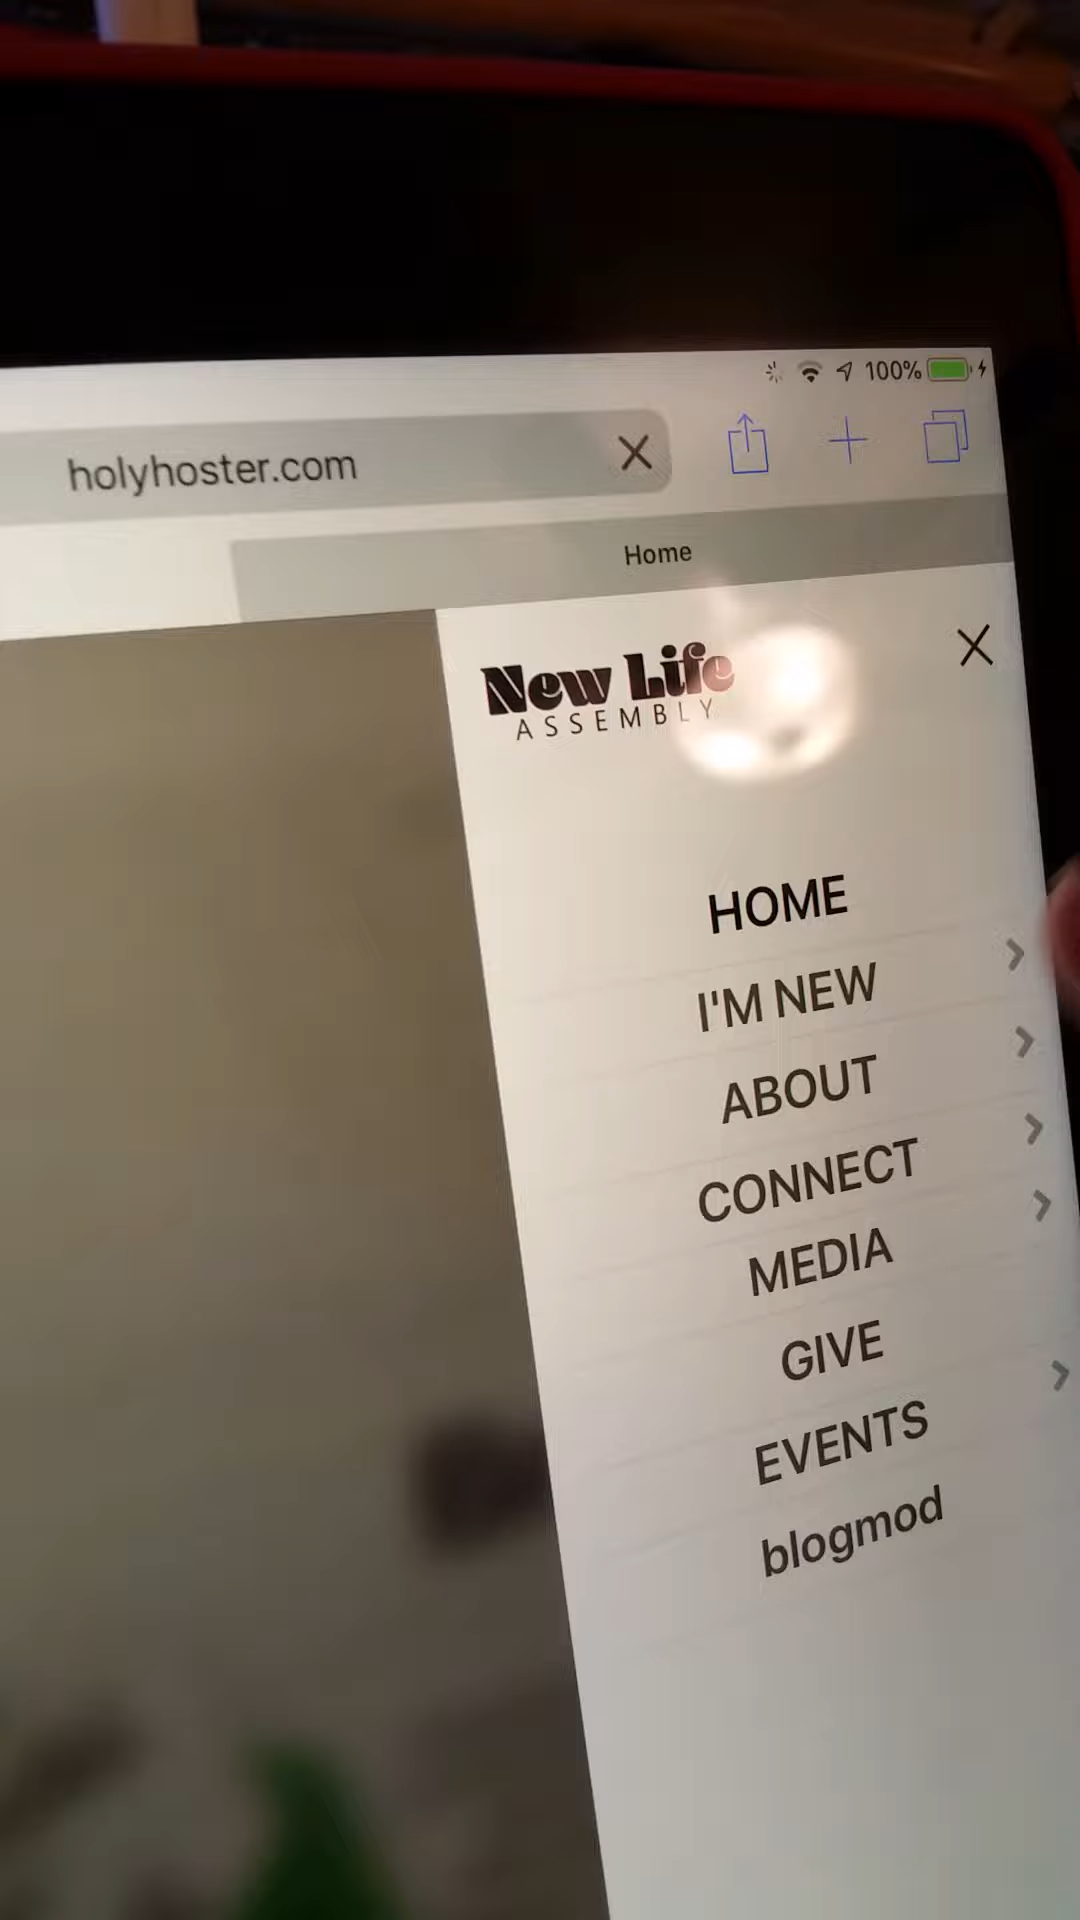 100%
holyhoster.com
Home
New Life
ASSEMBLY
HOME
I'M NEW
ABOUT
CONNECT
MEDIA
GIVE
EVENTS
blogmod